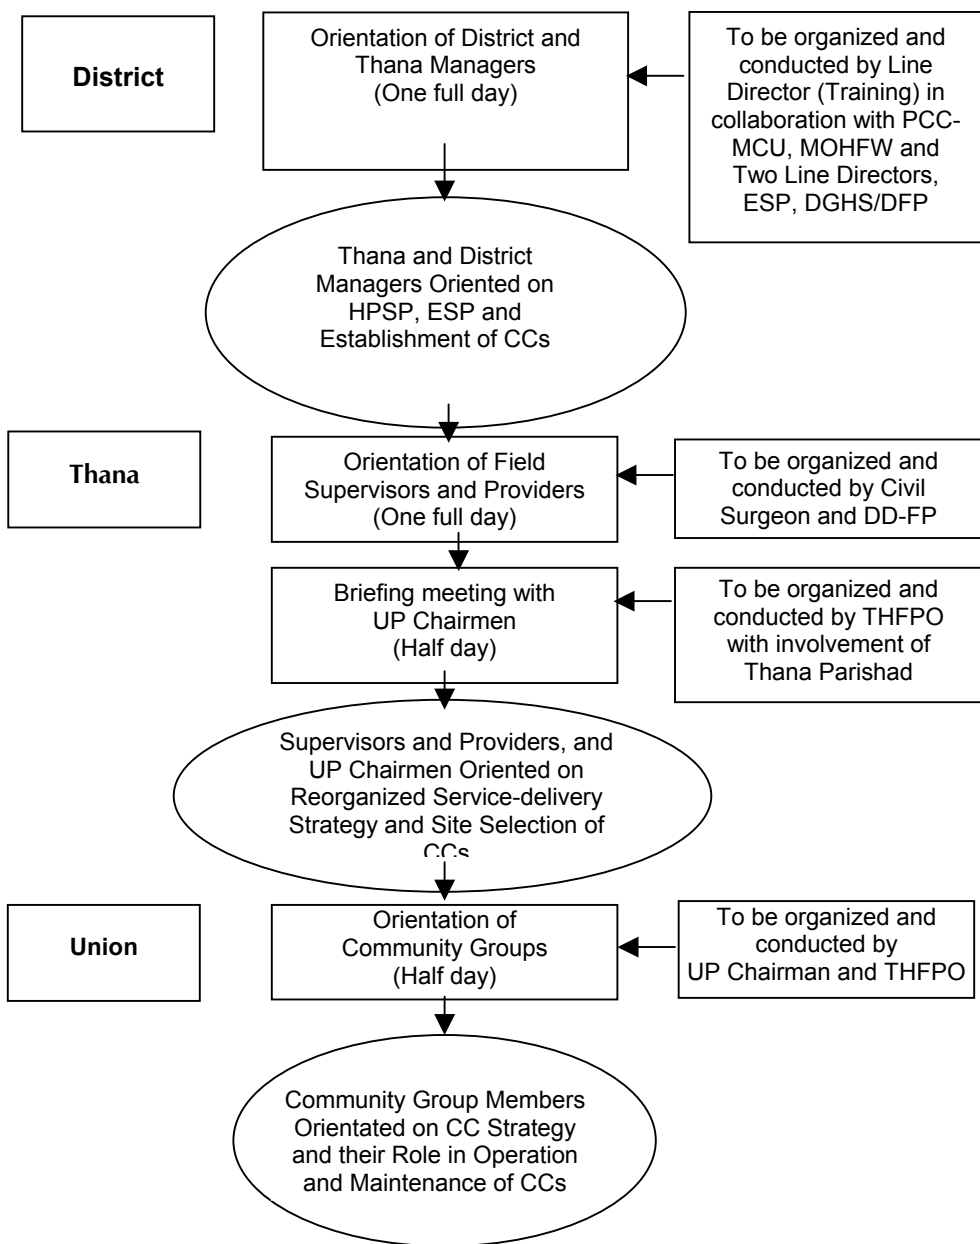 District
Orientation of District and
Thana Managers
(One full day)
To be organized and
conducted by Line
Director (Training) in
collaboration with PCC-
MCU, MOHFW and
Two Line Directors,
ESP, DGHS/DFP
Thana and District
Managers Oriented on
HPSP, ESP and
Establishment of CCs
Thana
Orientation of Field
Supervisors and Providers
(One full day)
To be organized and
conducted by Civil
Surgeon and DD-FP
Briefing meeting with
UP Chairmen
(Half day)
To be organized and
conducted by THFPO
with involvement of
Thana Parishad
Supervisors and Providers, and
UP Chairmen Oriented on
Reorganized Service-delivery
Strategy and Site Selection of
CCs
Union
Orientation of
Community Groups
(Half day)
To be organized and
conducted by
UP Chairman and THFPO
Community Group Members
Orientated on CC Strategy
and their Role in Operation
and Maintenance of CCs